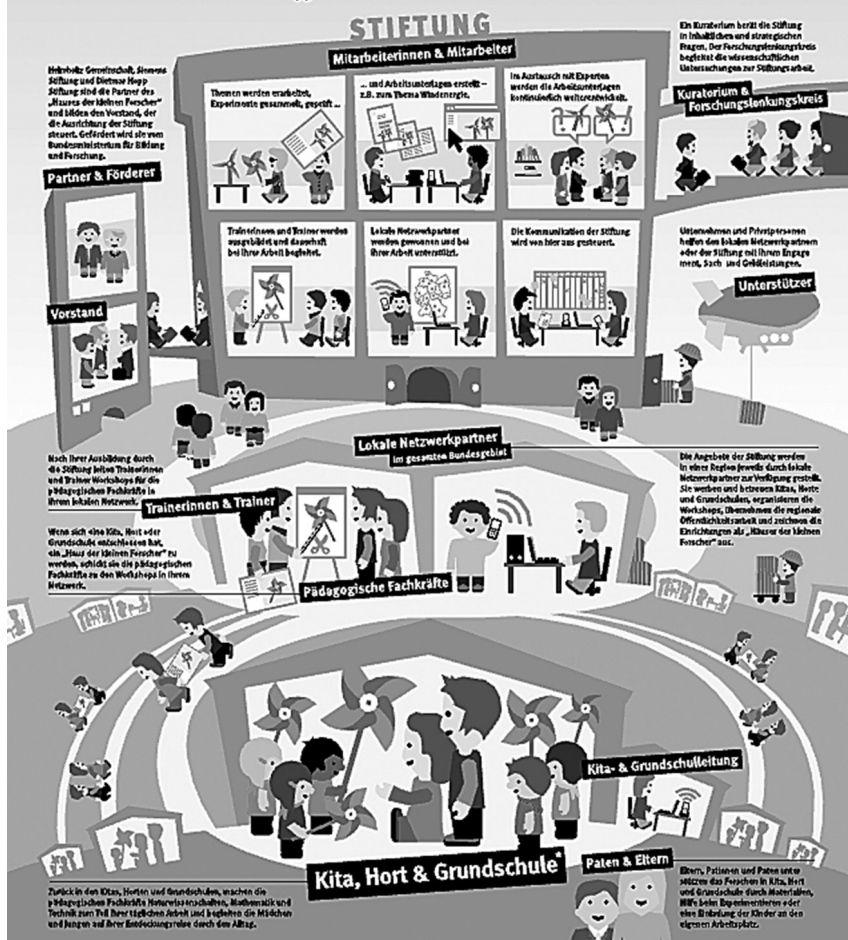 STIFTUNG
Mitarbeiterinnen & Mitarbeiter
Helmholtz Gemeinschaft, Siemens
Stiftung und Dietmar Hopp
Stiftung sind die Partner des
„Hauses der kleinen Forscher“
und bilden den Vorstand, der
die Ausrichtung der Stiftung
steuert. Gefördert wird sie vom
Bundesministerium für Bildung
und Forschung.
Partner & Förderer
Vorstand
Themen werden erarbeitet,
Experimente gesammelt, geprüft ...
... und Arbeitsunterlagen erstellt –
z.B. zum Thema Windenergie.
Im Austausch mit Experten
werden die Arbeitsunterlagen
kontinuierlich weiterentwickelt.
Ein Kuratorium berät die Stiftung
in inhaltlichen und strategischen
Fragen. Der Forschungslenkungskreis
begleitet die wissenschaftlichen
Untersuchungen zur Stiftungsarbeit.
Kuratorium &
Forschungslenkungskreis
Trainerinnen und Trainer werden
ausgebildet und dauerhaft
bei ihrer Arbeit begleitet.
Lokale Netzwerkpartner
werden gewonnen und bei
ihrer Arbeit unterstützt.
Die Kommunikation der Stiftung
wird von hier aus gesteuert.
Unternehmen und Privatpersonen
helfen den lokalen Netzwerkpartnern
oder der Stiftung mit ihrem Engage
ment, Sach- und Geldleistungen.
Unterstützer
Lokale Netzwerkpartner
im gesamten Bundesgebiet
Nach ihrer Ausbildung durch
die Stiftung leiten Trainerinnen
und Trainer Workshops für die
pädagogischen Fachkräfte in
ihrem lokalen Netzwerk.
Trainerinnen & Trainer
Wenn sich eine Kita, Hort oder
Grundschule entschlossen hat,
ein „Haus der kleinen Forscher“ zu
werden, schickt sie die pädagogischen
Fachkräfte zu den Workshops in ihrem
Netzwerk.
Pädagogische Fachkräfte
Die Angebote der Stiftung werden
in einer Region jeweils durch lokale
Netzwerkpartner zur Verfügung gestellt.
Sie werben und betreuen Kitas, Horte
und Grundschulen, organisieren die
Workshops, übernehmen die regionale
Öffentlichkeitsarbeit und zeichnen die
Einrichtungen als „Häuser der kleinen
Forscher“ aus.
Kita- & Grundschulleitung
Kita, Hort & Grundschule*
Paten & Eltern
Zurück in den Kitas, Horten und Grundschulen, machen die
pädagogischen Fachkräfte Naturwissenschaften, Mathematik und
Technik zum Teil ihrer täglichen Arbeit und begleiten die Mädchen
und Jungen auf ihrer Entdeckungsreise durch den Alltag.
Eltern, Patinnen und Paten unter
stützen das Forschen in Kita, Hort
und Grundschule durch Materialien,
Hilfe beim Experimentieren oder
eine Einladung der Kinder an den
eigenen Arbeitsplatz.